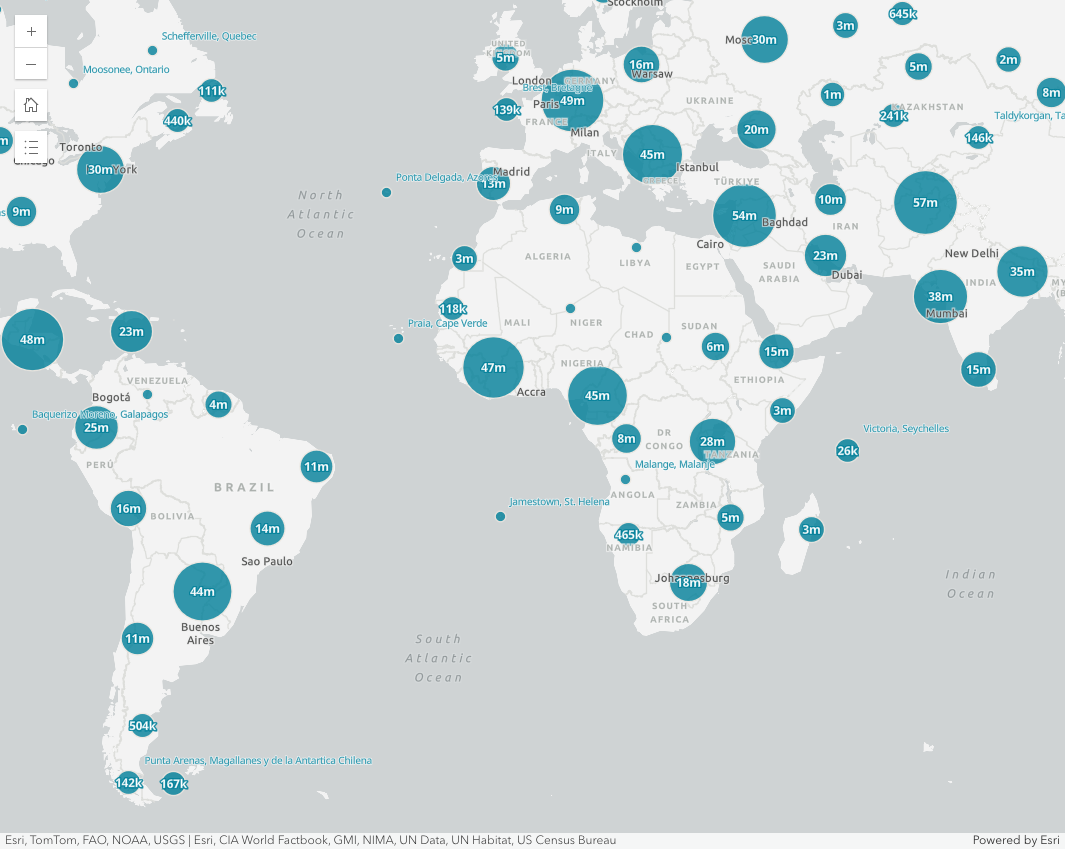 Stockholm
645k
3m
Schefferville, Quebec
Mosc
30m
UNITED
KINGDOM
5m
2m
5m
16m
Warsaw
Moosonee, Ontario
London
GERMANY
Brest, Bretagne
111k
8m
1m
49m
Paris
UKRAINE
KAZAKHSTAN
139k
241k
Taldykorgan, Ta
440k
FRANCE
20m
Milan
146k
m
Toronto
ITALY
45m
Chicago
30m
York
Istanbul
Madrid
Ponta Delgada, Azores
13m
GREECE
TÜRKIYE
North
Atlantic
Ocean
10m
57m
9m
9m
54m
Baghdad
IRAN
Cairo
ALGERIA
3m
LIBYA
EGYPT
SAUDI
ARABIA
23m
Dubai
New Delhi
35m
INDIA
MY
(B
38m
Mumbai
118k
Praia, Cape Verde
MALI
NIGER
CHAD
SUDAN
48m
23m
6m
15m
NIGERIA
47m
15m
VENEZUELA
ETHIOPIA
Bogotá
Accra
45m
4m
3m
Baquerizo Moreno, Galapagos
25m
Victoria, Seychelles
8m
DR
CONGO
28m
TANZANIA
26k
PERÚ
11m
Malange, Malanje
BRAZIL
ANGOLA
Jamestown, St. Helena
ZAMBIA
16m
BOLIVIA
5m
14m
3m
465k
NAMIBIA
Sao Paulo
Indian
Ocean
Johannesburg
18m
44m
SOUTH
AFRICA
Buenos
Aires
11m
South
Atlantic
Ocean
504k
Punta Arenas, Magallanes y de la Antartica Chilena
142k
167k
Esri, TomTom, FAO, NOAA, USGS | Esri, CIA World Factbook, GMI, NIMA, UN Data, UN Habitat, US Census Bureau
Powered by Esri